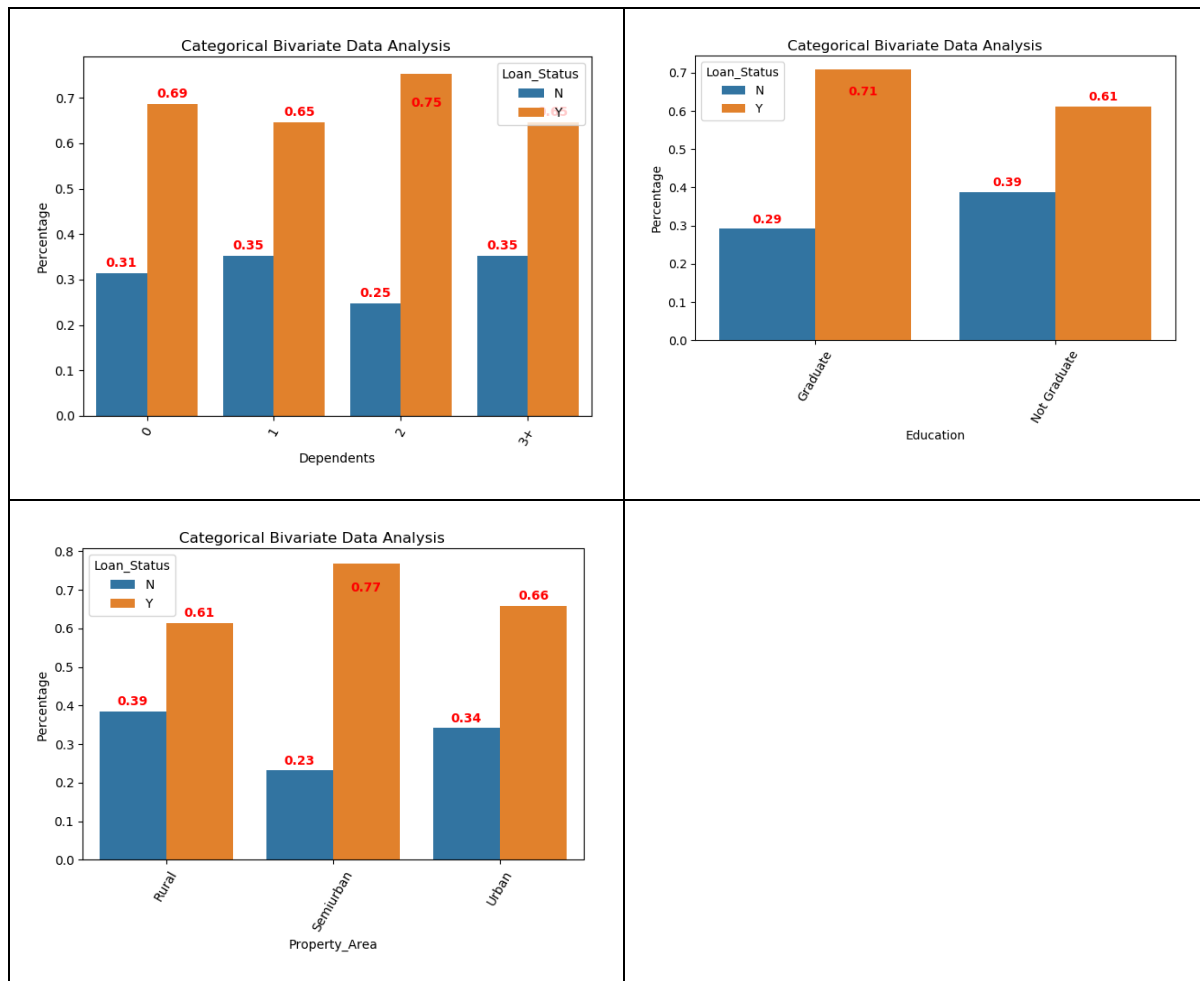 Categorical Bivariate Data Analysis
Loan_Status
N
Y
0.69
0.65
0.75
0.31
0.35
0.25
0.35
Percentage
0.7
0.6
0.5
0.4
0.3
0.2
0.1
0.0
0
1
2
3+
Dependents
Categorical Bivariate Data Analysis
Loan_Status
N
Y
0.71
0.61
0.29
0.39
Percentage
0.7
0.6
0.5
0.4
0.3
0.2
0.1
0.0
Graduate
Not Graduate
Education
Categorical Bivariate Data Analysis
Loan_Status
N
Y
0.61
0.77
0.66
0.39
0.23
0.34
Percentage
0.8
0.7
0.6
0.5
0.4
0.3
0.2
0.1
0.0
Rural
Semiurban
Urban
Property_Area